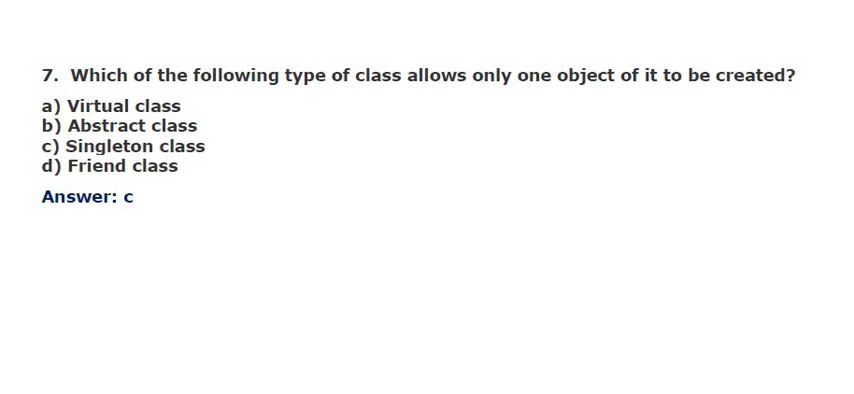 7.  Which of the following type of class allows only one object of it to be created?
a) Virtual class
b) Abstract class
c) Singleton class
d) Friend class
Answer: c